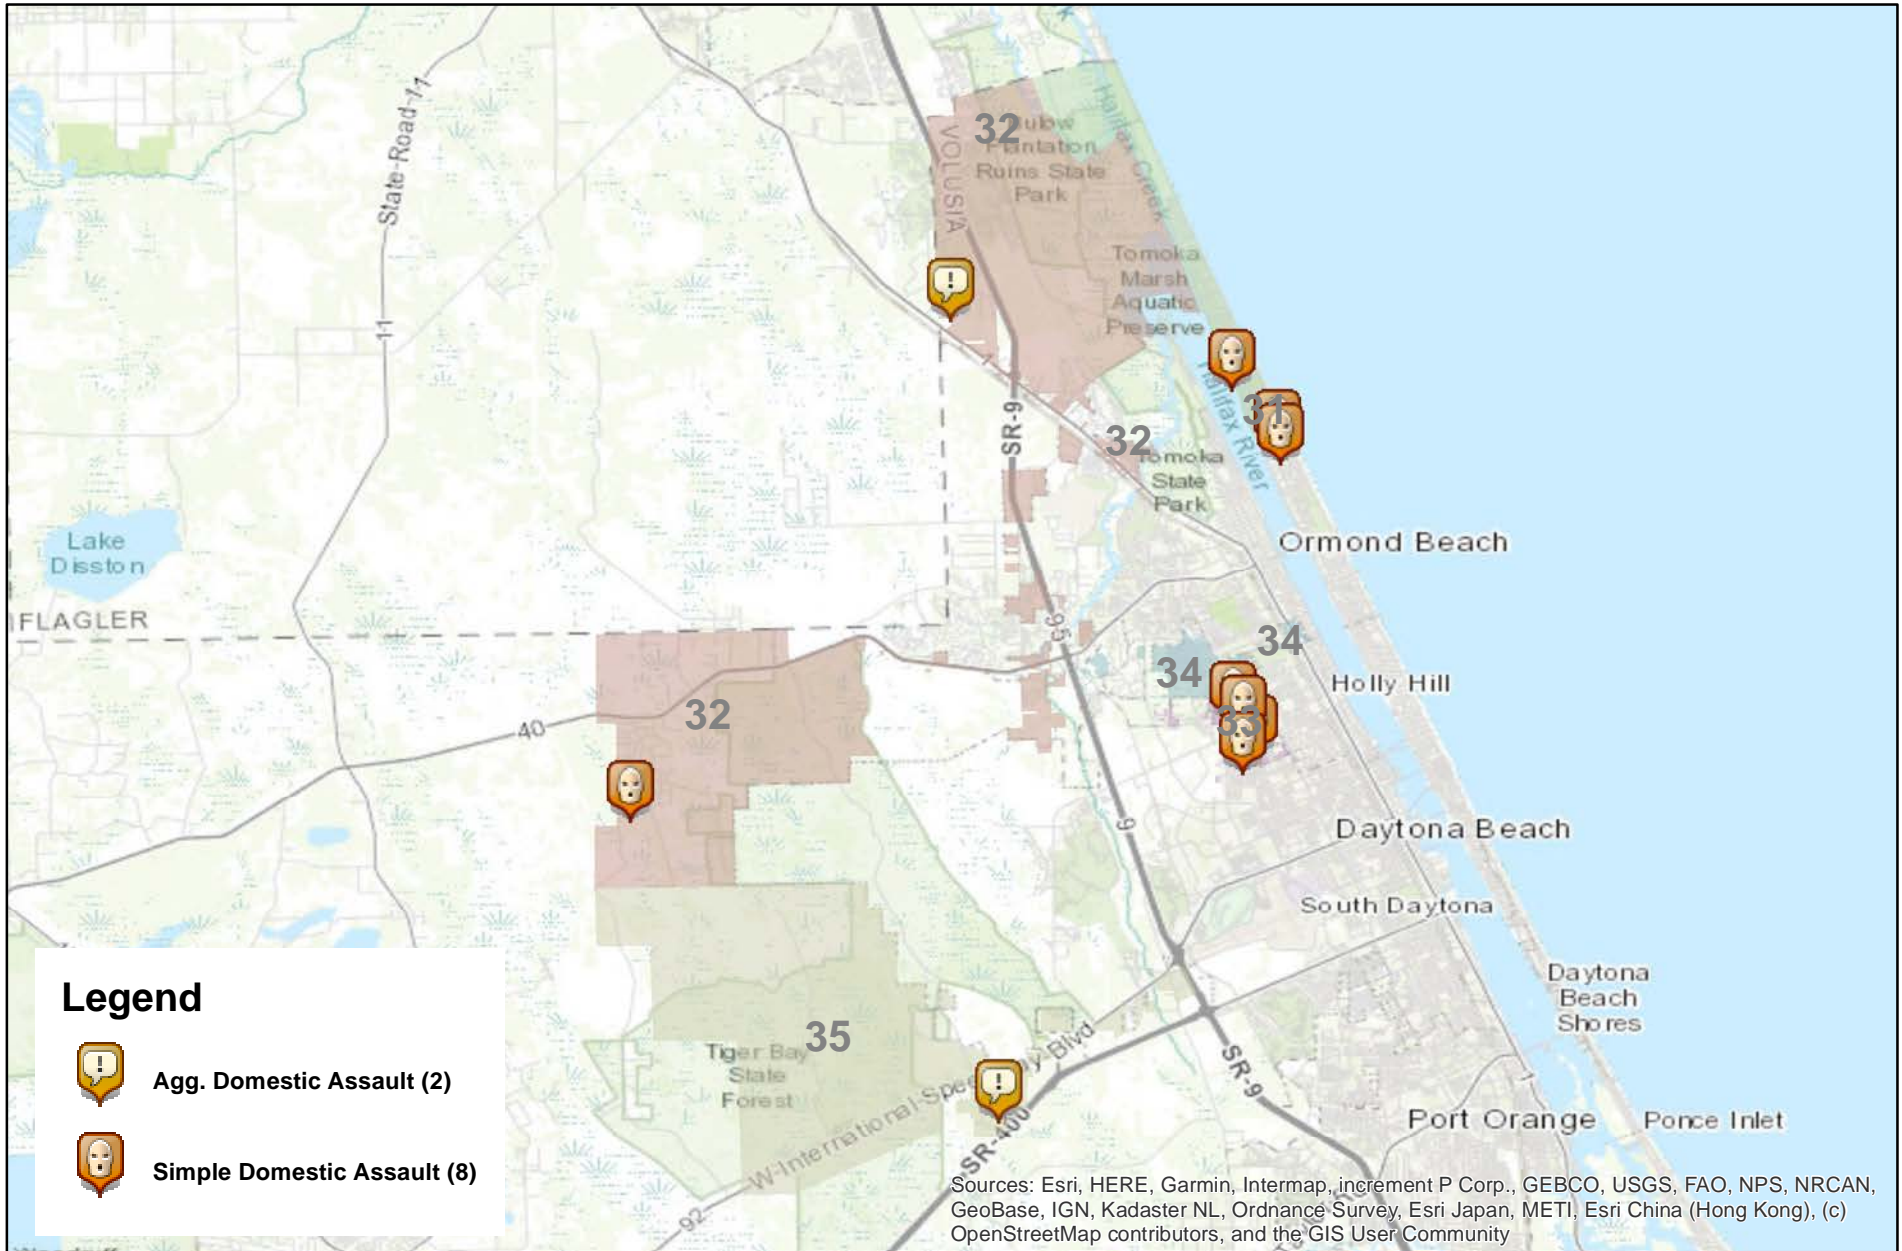 State-Road-11
11
VOLUSIA
32
Plantation
Ruins State
Park
Halifax Creek
Tomoka
Marsh
Aquatic
Preserve
31
Halifax River
SR-9
32
Tomoka
State
Park
Lake
Disston
FLAGLER
Ormond Beach
95
34
34
Holly Hill
33
32
40
9
Daytona Beach
South Daytona
Daytona
Beach
Shores
35
Tiger Bay
State
Forest
SR-9
1
SR-400
92
Port Orange
Ponce Inlet
Legend
Agg. Domestic Assault (2)
Simple Domestic Assault (8)
Sources: Esri, HERE, Garmin, Intermap, increment P Corp., GEBCO, USGS, FAO, NPS, NRCAN,
GeoBase, IGN, Kadaster NL, Ordnance Survey, Esri Japan, METI, Esri China (Hong Kong), (c)
OpenStreetMap contributors, and the GIS User Community